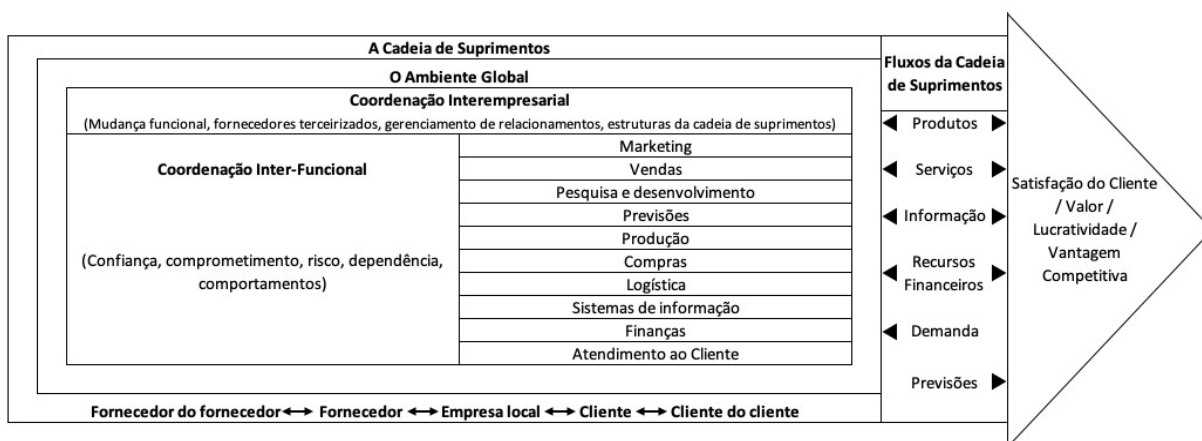 A Cadeia de Suprimentos
O Ambiente Global
Coordenação Interempresarial
(Mudança funcional, fornecedores terceirizados, gerenciamento de relacionamentos, estruturas da cadeia de suprimentos)
Coordenação Inter-Funcional
(Confiança, comprometimento, risco, dependência,
comportamentos)
Marketing
Vendas
Pesquisa e desenvolvimento
Previsões
Produção
Compras
Logística
Sistemas de informação
Finanças
Atendimento ao Cliente
Fornecedor do fornecedor ↔ Fornecedor ↔ Empresa local ↔ Cliente ↔ Cliente do cliente
Fluxos da Cadeia
de Suprimentos
Produtos
Serviços
Informação
Recursos
Financeiros
Demanda
Previsões
Satisfação do Cliente
/ Valor /
Lucratividade /
Vantagem
Competitiva